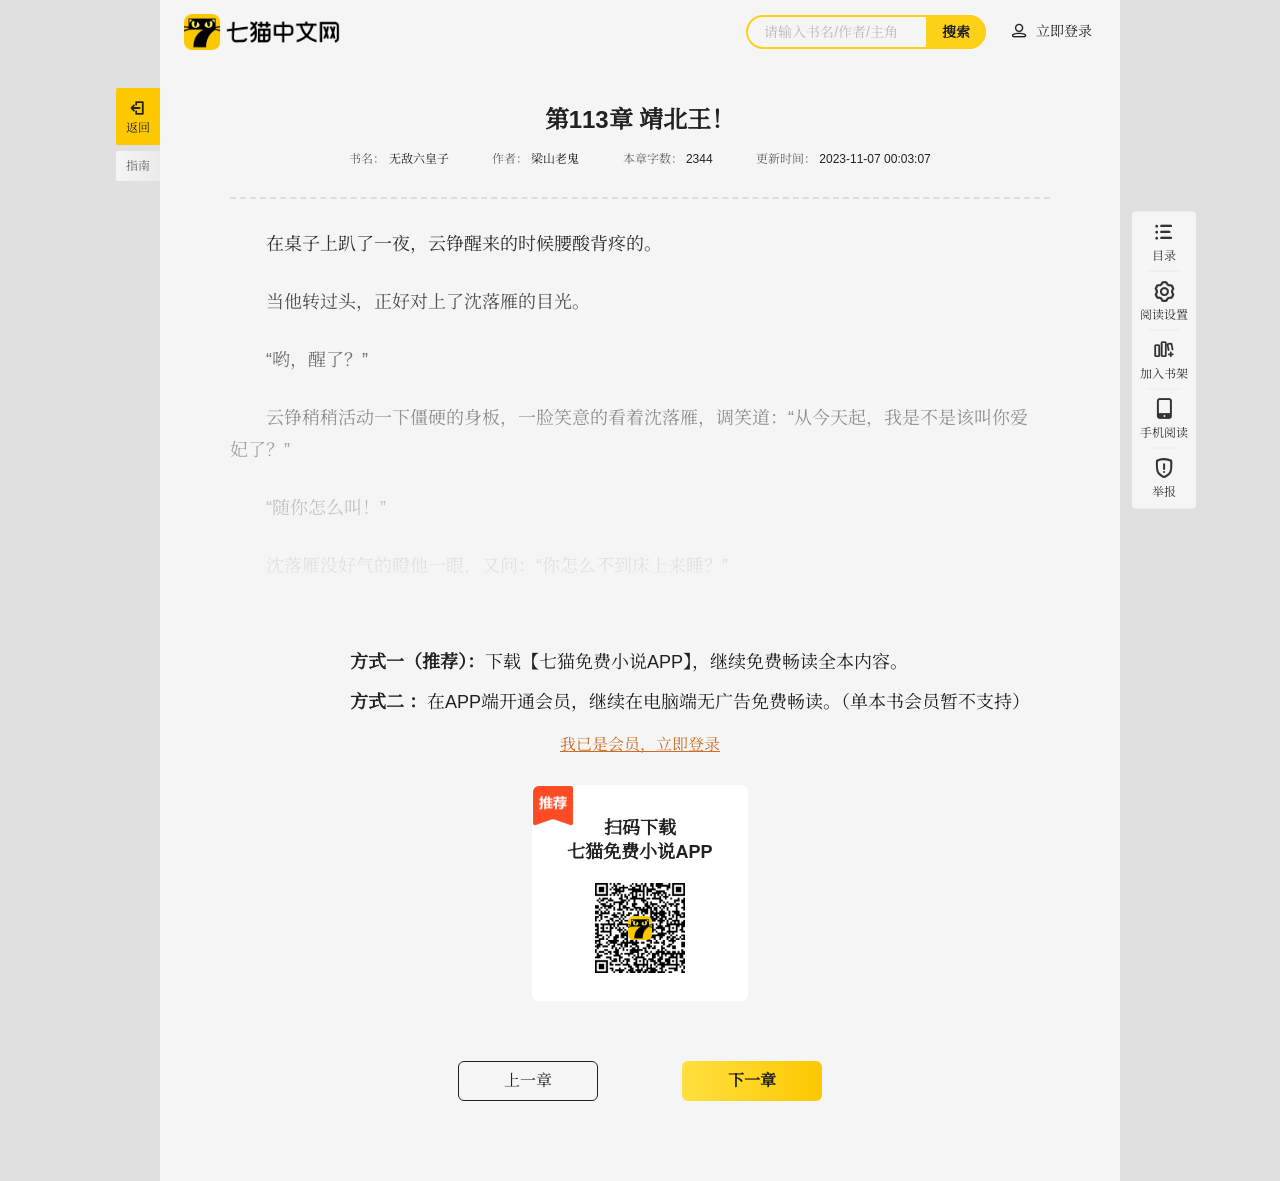 七猫中文网
请输入书名/作者/主角
搜索
立即登录
返回
指南
第113章 靖北王！
书名： 无敌六皇子 作者： 梁山老鬼 本章字数： 2344 更新时间： 2023-11-07 00:03:07
在桌子上趴了一夜，云铮醒来的时候腰酸背疼的。
当他转过头，正好对上了沈落雁的目光。
“哟，醒了？”
云铮稍稍活动一下僵硬的身板，一脸笑意的看着沈落雁，调笑道：“从今天起，我是不是该叫你爱
妃了？”
“随你怎么叫！”
沈落雁没好气的瞪他一眼，又问：“你怎么不到床上来睡？”
目录
阅读设置
加入书架
手机阅读
举报
方式一（推荐）：下载【七猫免费小说APP】，继续免费畅读全本内容。
方式二 ：在APP端开通会员，继续在电脑端无广告免费畅读。（单本书会员暂不支持）
我已是会员，立即登录
推荐
扫码下载
七猫免费小说APP
上一章
下一章